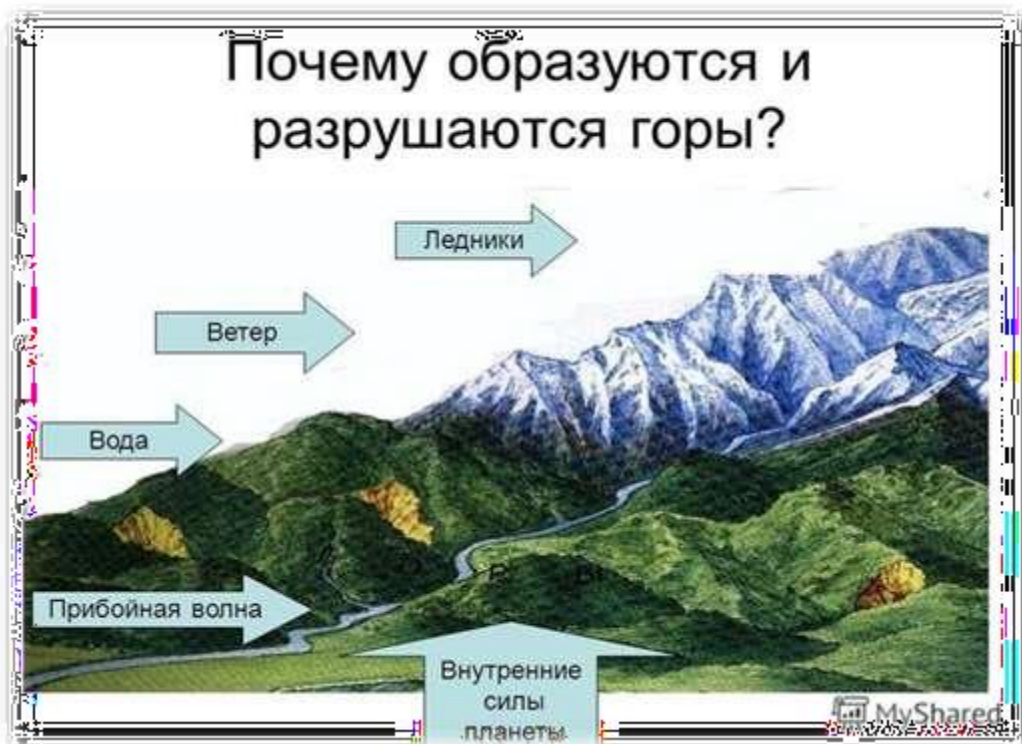 Почему образуются и
разрушаются горы?
Ледники
Ветер
Вода
Прибойная волна
Внутренние
силы
планеты
MyShared